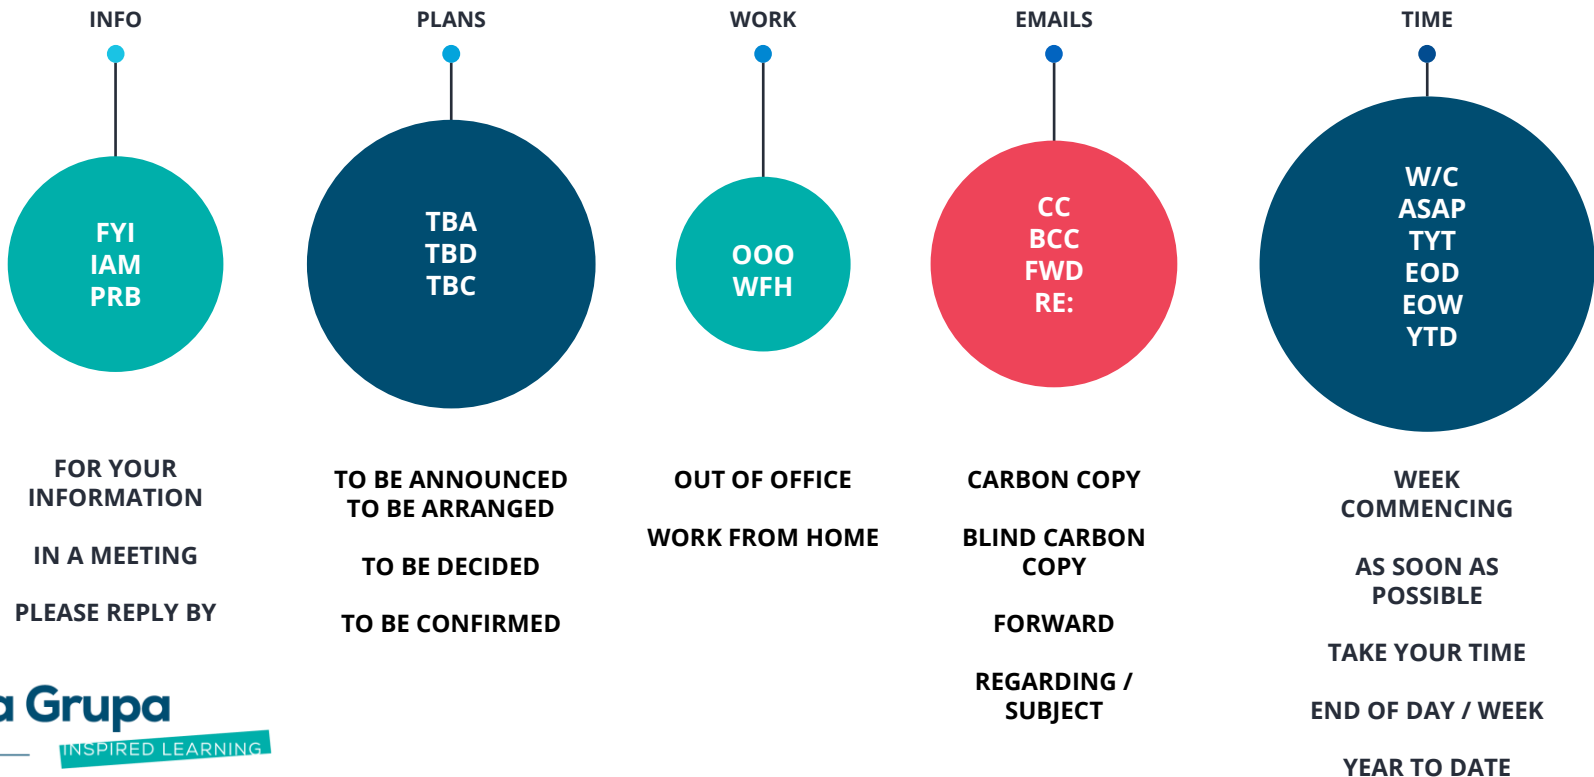 INFO
FYI
IAM
PRB
FOR YOUR
INFORMATION
IN A MEETING
PLEASE REPLY BY
PLANS
TBA
TBD
TBC
TO BE ANNOUNCED
TO BE ARRANGED
TO BE DECIDED
TO BE CONFIRMED
WORK
OOO
WFH
OUT OF OFFICE
WORK FROM HOME
EMAILS
CC
BCC
FWD
RE:
CARBON COPY
BLIND CARBON
COPY
FORWARD
REGARDING /
SUBJECT
TIME
W/C
ASAP
TYT
EOD
EOW
YTD
WEEK
COMMENCING
AS SOON AS
POSSIBLE
TAKE YOUR TIME
END OF DAY / WEEK
YEAR TO DATE
a Grupa
INSPIRED LEARNING